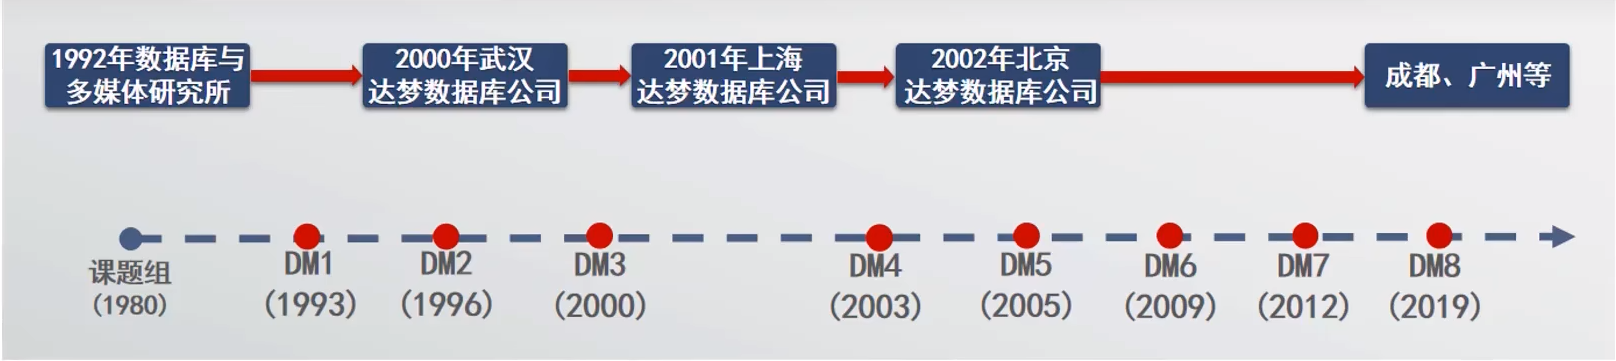 1992年数据库与
多媒体研究所
2000年武汉
达梦数据库公司
2001年上海
达梦数据库公司
2002年北京
达梦数据库公司
成都、广州等
课题组
(1980)
DM1
(1993)
DM2
(1996)
DM3
(2000)
DM4
(2003)
DM5
(2005)
DM6
(2009)
DM7
(2012)
DM8
(2019)